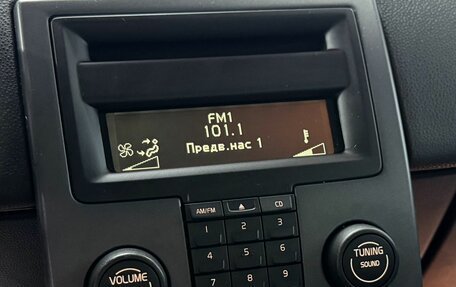 FM1
101.1
Предв.нас 1
AM/FM
CD
1 2 3
4 5 6
7 8 9
VOLUME
TUNING
SOUND